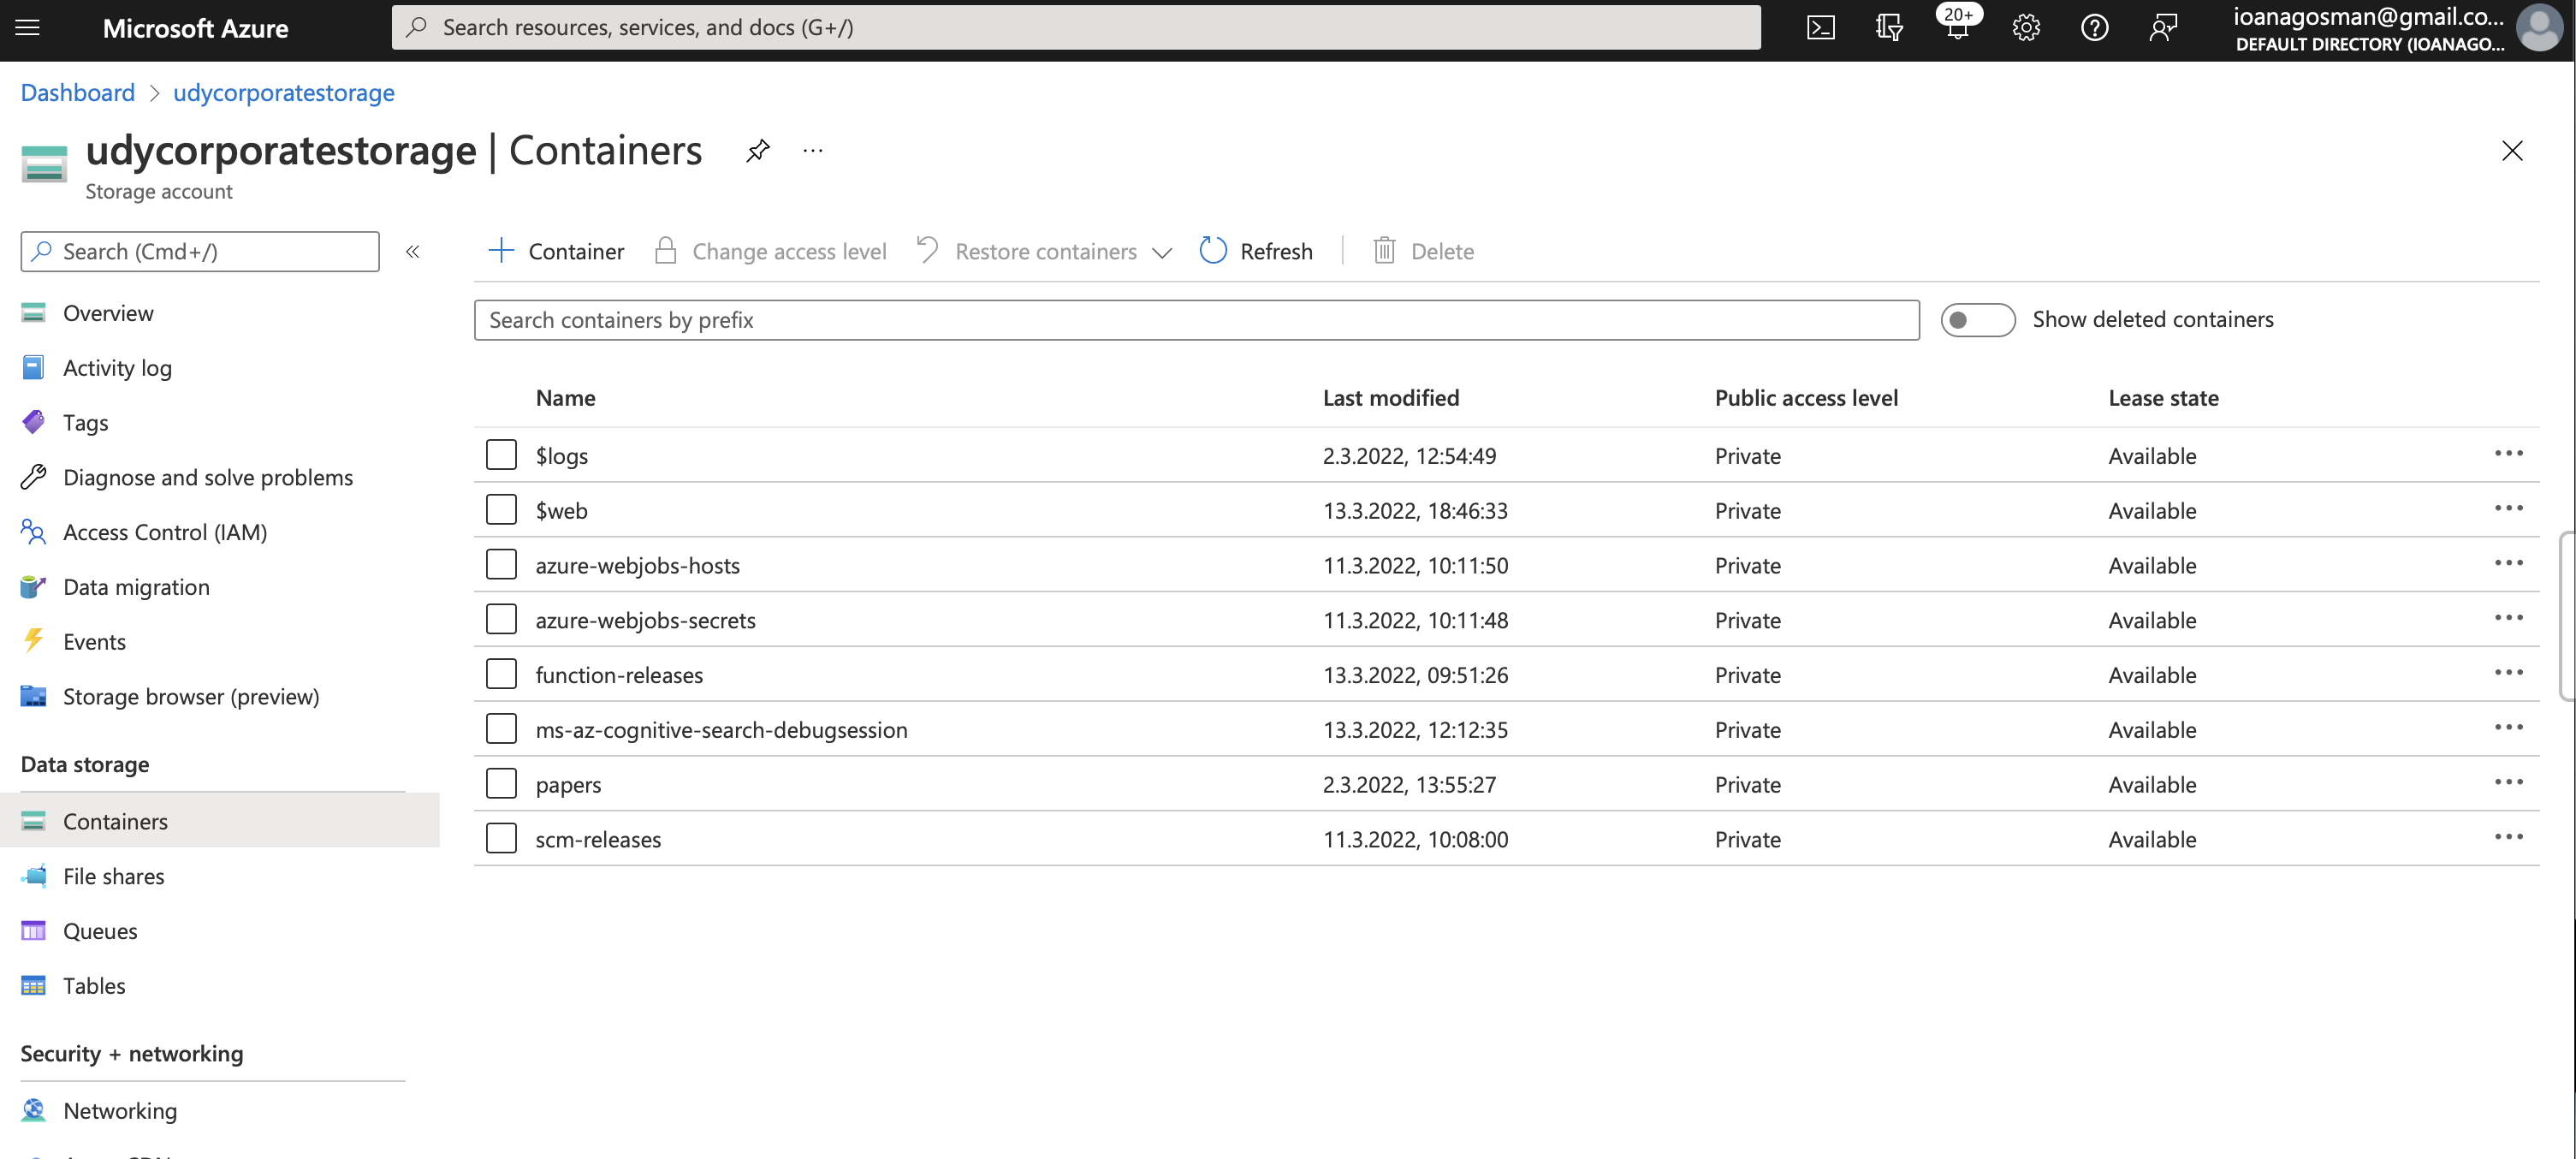 Microsoft Azure
Search resources, services, and docs (G+/)
20+
ioanagosman@gmail.co...
DEFAULT DIRECTORY (IOANAGO...
Dashboard > udycorporatestorage
udycorporatestorage | Containers
Storage account
Search (Cmd+/)
Overview
Activity log
Tags
Diagnose and solve problems
Access Control (IAM)
Data migration
Events
Storage browser (preview)
Data storage
Containers
File shares
Queues
Tables
Security + networking
Networking
Container Change access level Restore containers Refresh Delete
Search containers by prefix Show deleted containers
Name Last modified Public access level Lease state
$logs 2.3.2022, 12:54:49 Private Available
$web 13.3.2022, 18:46:33 Private Available
azure-webjobs-hosts 11.3.2022, 10:11:50 Private Available
azure-webjobs-secrets 11.3.2022, 10:11:48 Private Available
function-releases 13.3.2022, 09:51:26 Private Available
ms-az-cognitive-search-debugsession 13.3.2022, 12:12:35 Private Available
papers 2.3.2022, 13:55:27 Private Available
scm-releases 11.3.2022, 10:08:00 Private Available